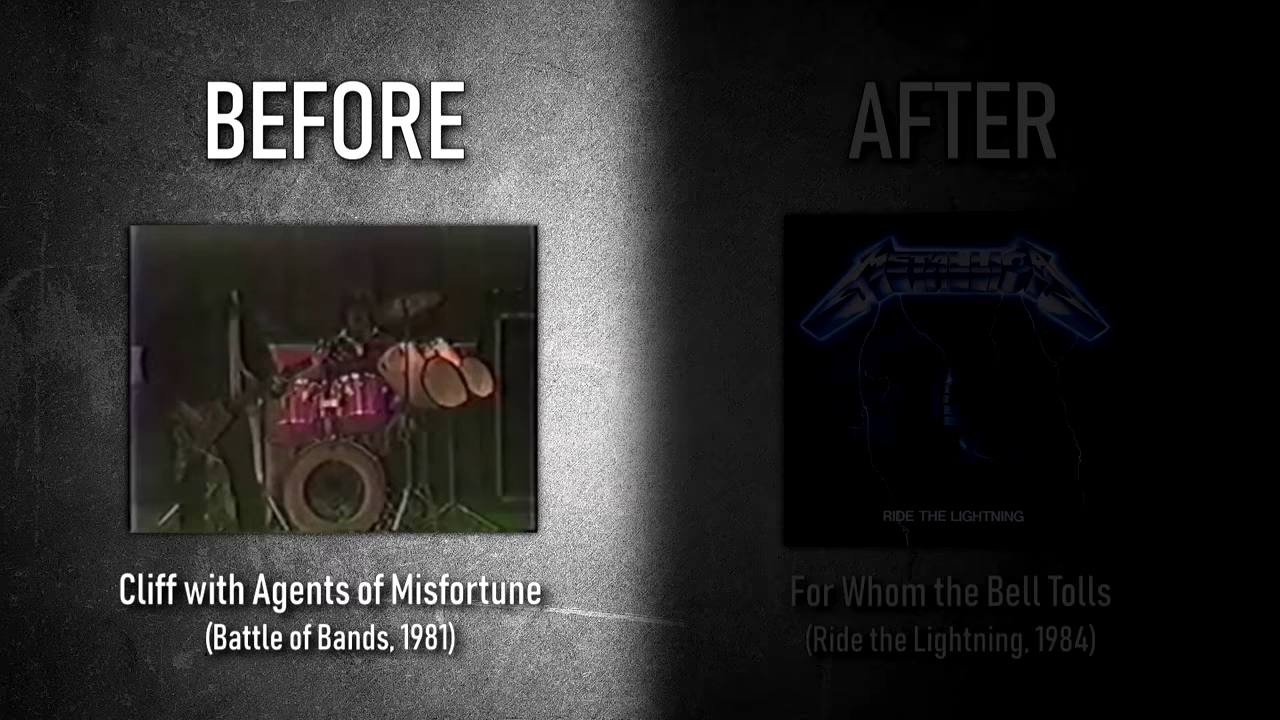 BEFORE
Cliff with Agents of Misfortune
(Battle of Bands, 1981)
AFTER
METALLICA
RIDE THE LIGHTNING
For Whom the Bell Tolls
(Ride the Lightning, 1984)